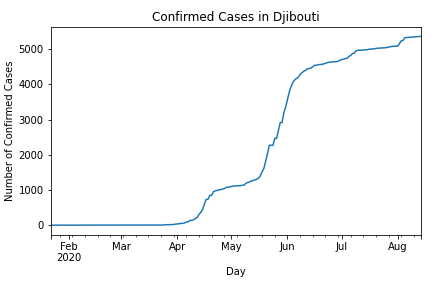 Confirmed Cases in Djibouti
Number of Confirmed Cases
5000
4000
3000
2000
1000
0
Feb Mar Apr May Jun Jul Aug
2020
Day